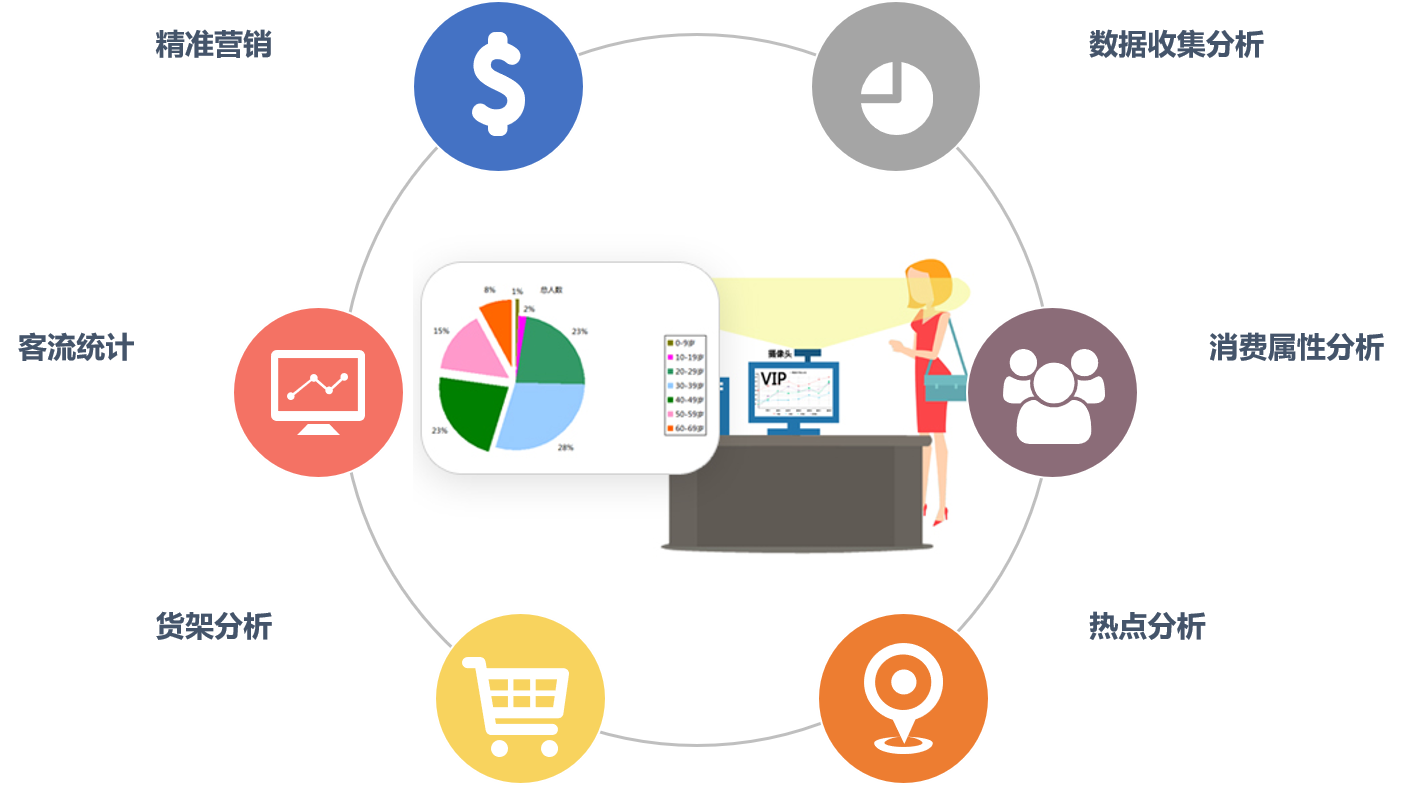 精准营销
数据收集分析
8%
1%
总人数
2%
15%
23%
0-9岁
10-19岁
20-29岁
30-39岁
40-49岁
50-59岁
60-69岁
23%
28%
摄像头
VIP
客流统计
消费属性分析
货架分析
热点分析